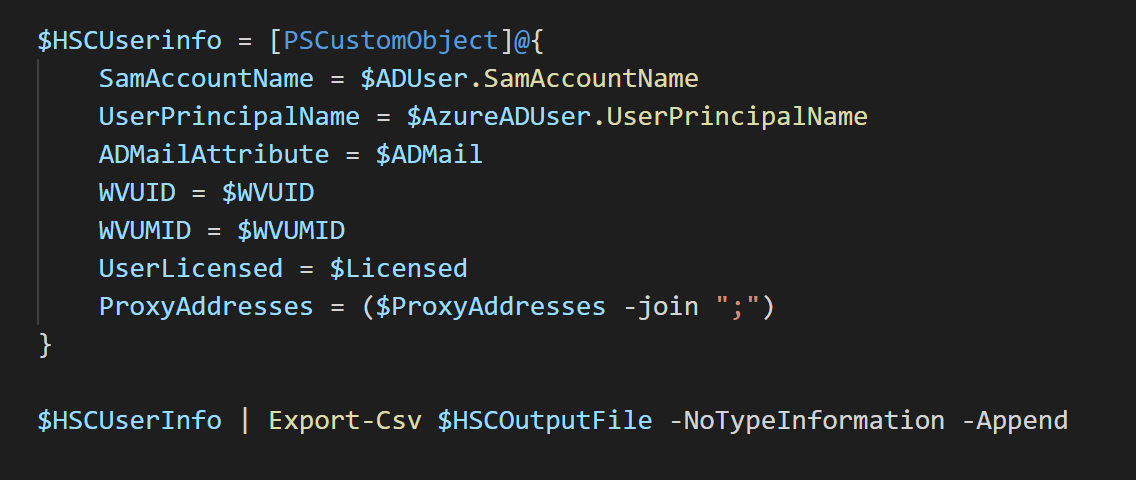 $HSCUserinfo = [PSCustomObject]@{
    SamAccountName = $ADUser.SamAccountName
    UserPrincipalName = $AzureADUser.UserPrincipalName
    ADMailAttribute = $ADMail
    WVUID = $WVUID
    WVUMID = $WVUMID
    UserLicensed = $Licensed
    ProxyAddresses = ($ProxyAddresses -join ";")
}
$HSCUserInfo | Export-Csv $HSCOutputFile -NoTypeInformation -Append